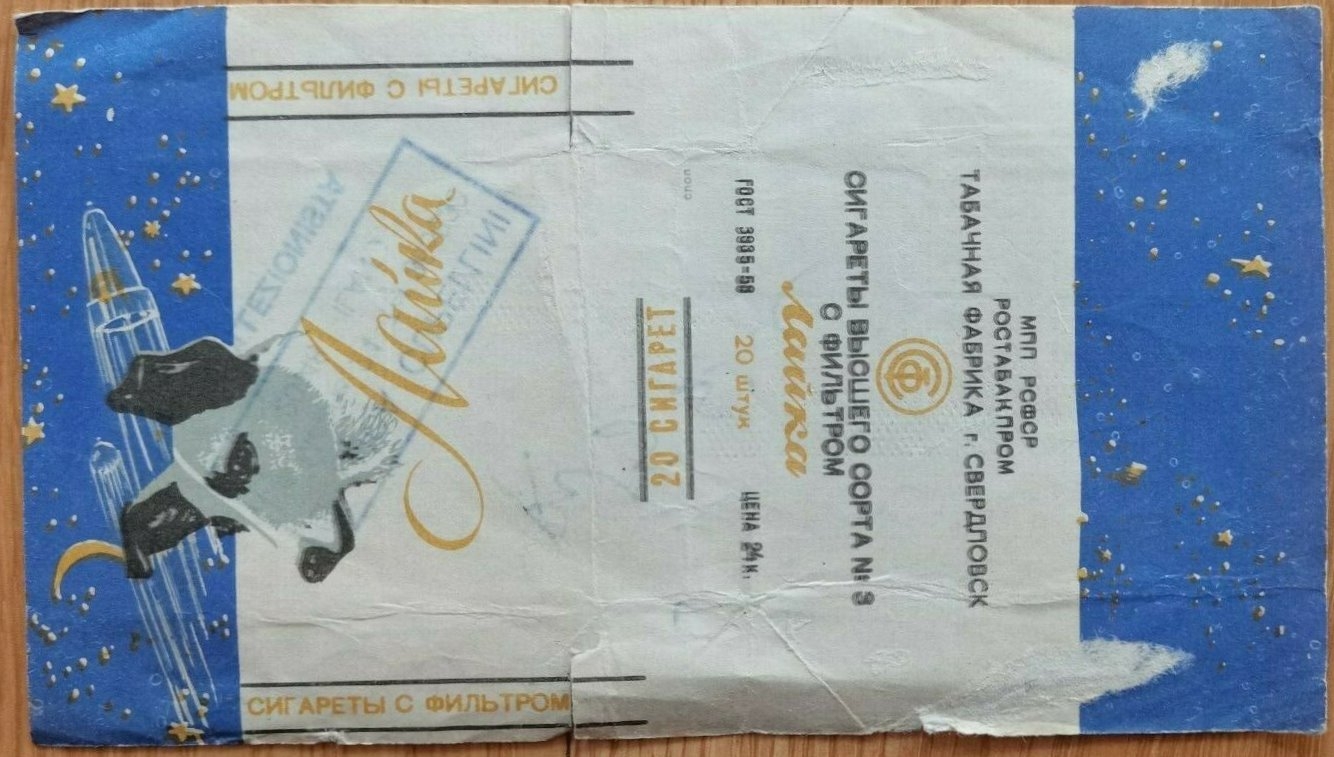 СИГАРЕТЫ С ФИЛЬТРОМ
Лайка
СИГАРЕТЫ С ФИЛЬТРОМ
20 СИГАРЕТ
МПП РСФСР
РОСТАБАКПРОМ
ТАБАЧНАЯ ФАБРИКА г. СВЕРДЛОВСК
СТФ
СИГАРЕТЫ ВЫСШЕГО СОРТА № 3
С ФИЛЬТРОМ
Лайка
ГОСТ 3935-58 20 штук ЦЕНА 24 к.